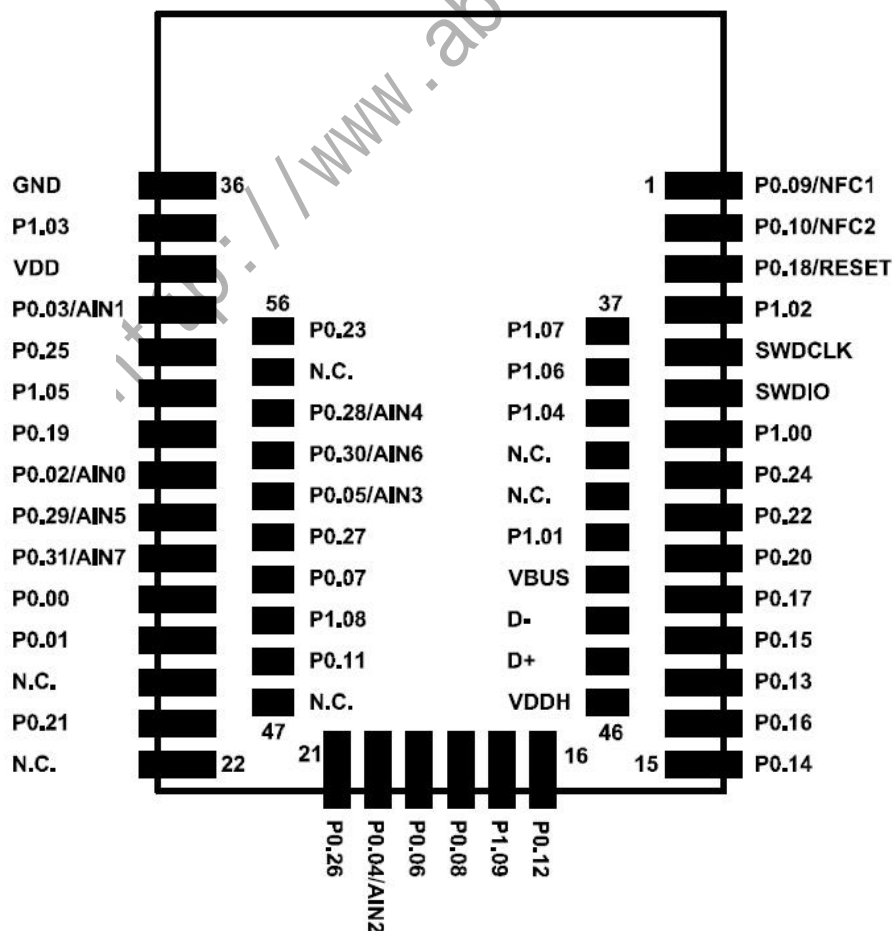 http://www.ab
GND 36 1 P0.09/NFC1
P1.03 P0.10/NFC2
VDD P0.18/RESET
P0.03/AIN1 56 37 P1.02
P0.23 P1.07
P0.25 SWDCLK
N.C. P1.06
P1.05 SWDIO
P0.28/AIN4 P1.04
P0.19 P1.00
P0.30/AIN6 N.C.
P0.02/AIN0 P0.24
P0.05/AIN3 N.C.
P0.29/AIN5 P0.22
P0.27 P1.01
P0.31/AIN7 P0.20
P0.07 VBUS
P0.00 P0.17
P1.08 D-
P0.01 P0.15
P0.11 D+
N.C. P0.13
N.C. VDDH
P0.21 47 46 P0.16
N.C. 22 21 16 15 P0.14
P0.26
P0.04/AIN2
P0.06
P0.08
P1.09
P0.12